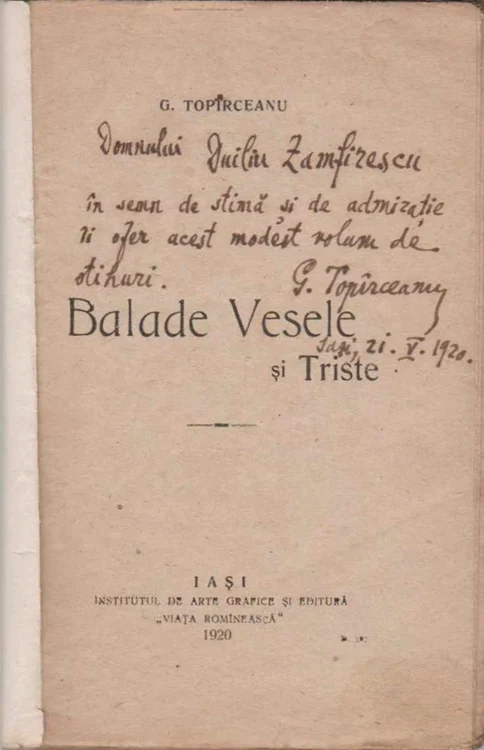 G. TOPÎRCEANU
Domnului Duiliu Zamfirescu
în semn de stimă si de admirație
îi ofer acest modest volum de
stihuri. G. Topîrceanu
Balade Vesele
Iași, 21. V. 1920.
și Triste
IAȘI
INSTITUTUL DE ARTE GRAFICE ȘI EDITURĂ
„VIAȚA ROMÎNEASCĂ“
1920